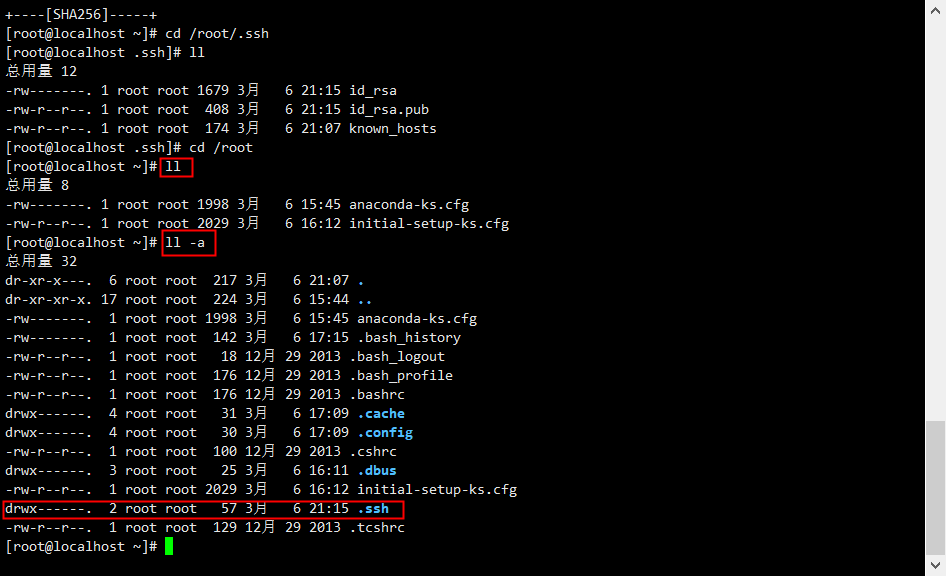 +----[SHA256]-----+
[root@localhost ~]# cd /root/.ssh
[root@localhost .ssh]# ll
总用量 12
-rw-------. 1 root root 1679 3月   6 21:15 id_rsa
-rw-r--r--. 1 root root  408 3月   6 21:15 id_rsa.pub
-rw-r--r--. 1 root root  174 3月   6 21:07 known_hosts
[root@localhost .ssh]# cd /root
[root@localhost ~]# ll
总用量 8
-rw-------. 1 root root 1998 3月   6 15:45 anaconda-ks.cfg
-rw-r--r--. 1 root root 2029 3月   6 16:12 initial-setup-ks.cfg
[root@localhost ~]# ll -a
总用量 32
dr-xr-x---.  6 root root  217 3月   6 21:07 .
dr-xr-xr-x. 17 root root  224 3月   6 15:44 ..
-rw-------.  1 root root 1998 3月   6 15:45 anaconda-ks.cfg
-rw-------.  1 root root  142 3月   6 17:15 .bash_history
-rw-r--r--.  1 root root   18 12月 29 2013 .bash_logout
-rw-r--r--.  1 root root  176 12月 29 2013 .bash_profile
-rw-r--r--.  1 root root  176 12月 29 2013 .bashrc
drwx------.  4 root root   31 3月   6 17:09 .cache
drwx------.  4 root root   30 3月   6 17:09 .config
-rw-r--r--.  1 root root  100 12月 29 2013 .cshrc
drwx------.  3 root root   25 3月   6 16:11 .dbus
-rw-r--r--.  1 root root 2029 3月   6 16:12 initial-setup-ks.cfg
drwx------.  2 root root   57 3月   6 21:15 .ssh
-rw-r--r--.  1 root root  129 12月 29 2013 .tcshrc
[root@localhost ~]#